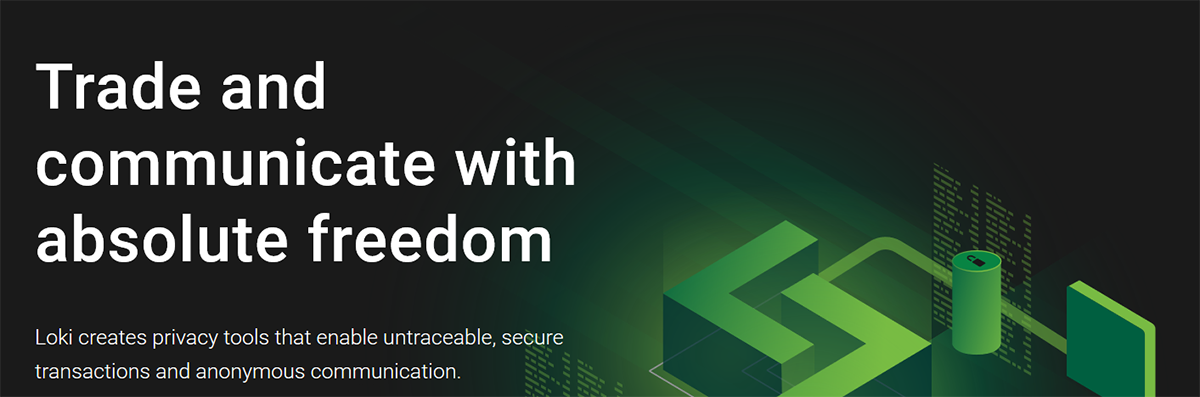 Trade and
communicate with
absolute freedom
Loki creates privacy tools that enable untraceable, secure
transactions and anonymous communication.